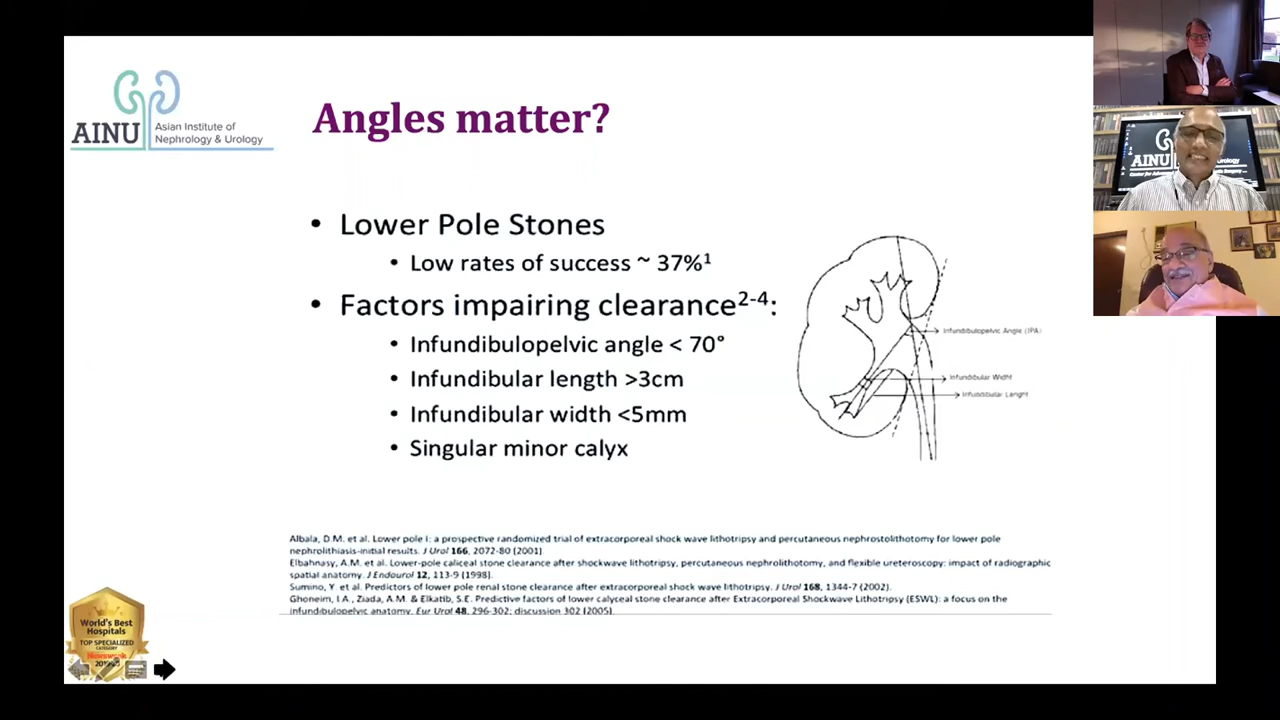 AINU
Asian Institute of
Nephrology & Urology
Angles matter?
• Lower Pole Stones
• Low rates of success ~ 37%¹
• Factors impairing clearance²⁻⁴:
• Infundibulopelvic angle < 70°
• Infundibular length >3cm
• Infundibular width <5mm
• Singular minor calyx
Infundibulopelvic Angle (IPA)
Infundibular Width
Infundibular Lenght
Albala, D.M. et al. Lower pole I: a prospective randomized trial of extracorporeal shock wave lithotripsy and percutaneous nephrostolithotomy for lower pole
nephrolithiasis-initial results. J Urol 166, 2072-80 (2001).
Elbahnasy, A.M. et al. Lower-pole caliceal stone clearance after shockwave lithotripsy, percutaneous nephrolithotomy, and flexible ureteroscopy: impact of radiographic
spatial anatomy. J Endourol 12, 113-9 (1998).
Sumino, Y. et al. Predictors of lower pole renal stone clearance after extracorporeal shock wave lithotripsy. J Urol 168, 1344-7 (2002).
Ghoneim, I.A., Ziada, A.M. & Elkatib, S.E. Predictive factors of lower calyceal stone clearance after Extracorporeal Shockwave Lithotripsy (ESWL): a focus on the
infundibulopelvic anatomy. Eur Urol 48, 296-302; discussion 302 (2005).
World's Best
Hospitals
TOP SPECIALIZED
CATEGORY
Newsweek
AINU